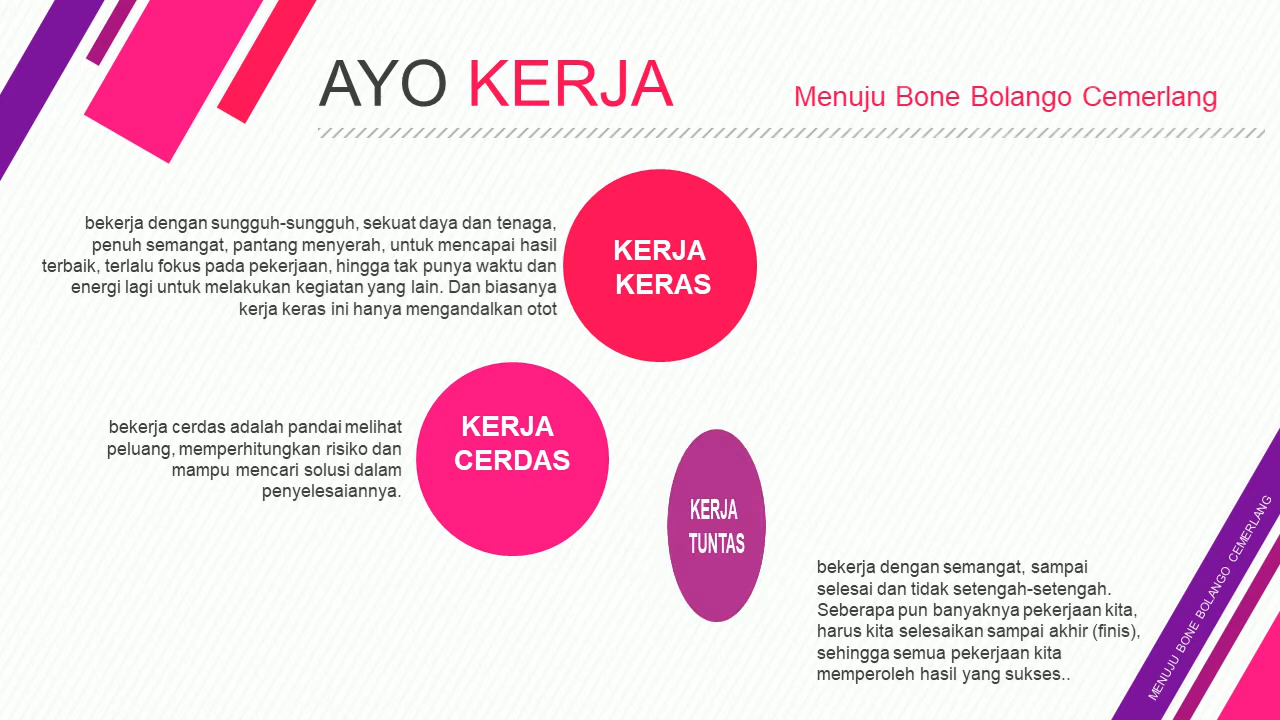 AYO KERJA
Menuju Bone Bolango Cemerlang
bekerja dengan sungguh-sungguh, sekuat daya dan tenaga,
penuh semangat, pantang menyerah, untuk mencapai hasil
terbaik, terlalu fokus pada pekerjaan, hingga tak punya waktu dan
energi lagi untuk melakukan kegiatan yang lain. Dan biasanya
kerja keras ini hanya mengandalkan otot
KERJA
KERAS
bekerja cerdas adalah pandai melihat
peluang, memperhitungkan risiko dan
mampu mencari solusi dalam
penyelesaiannya.
KERJA
CERDAS
KERJA
TUNTAS
bekerja dengan semangat, sampai
selesai dan tidak setengah-setengah.
Seberapa pun banyaknya pekerjaan kita,
harus kita selesaikan sampai akhir (finis),
sehingga semua pekerjaan kita
memperoleh hasil yang sukses..
MENUJU BONE BOLANGO CEMERLANG